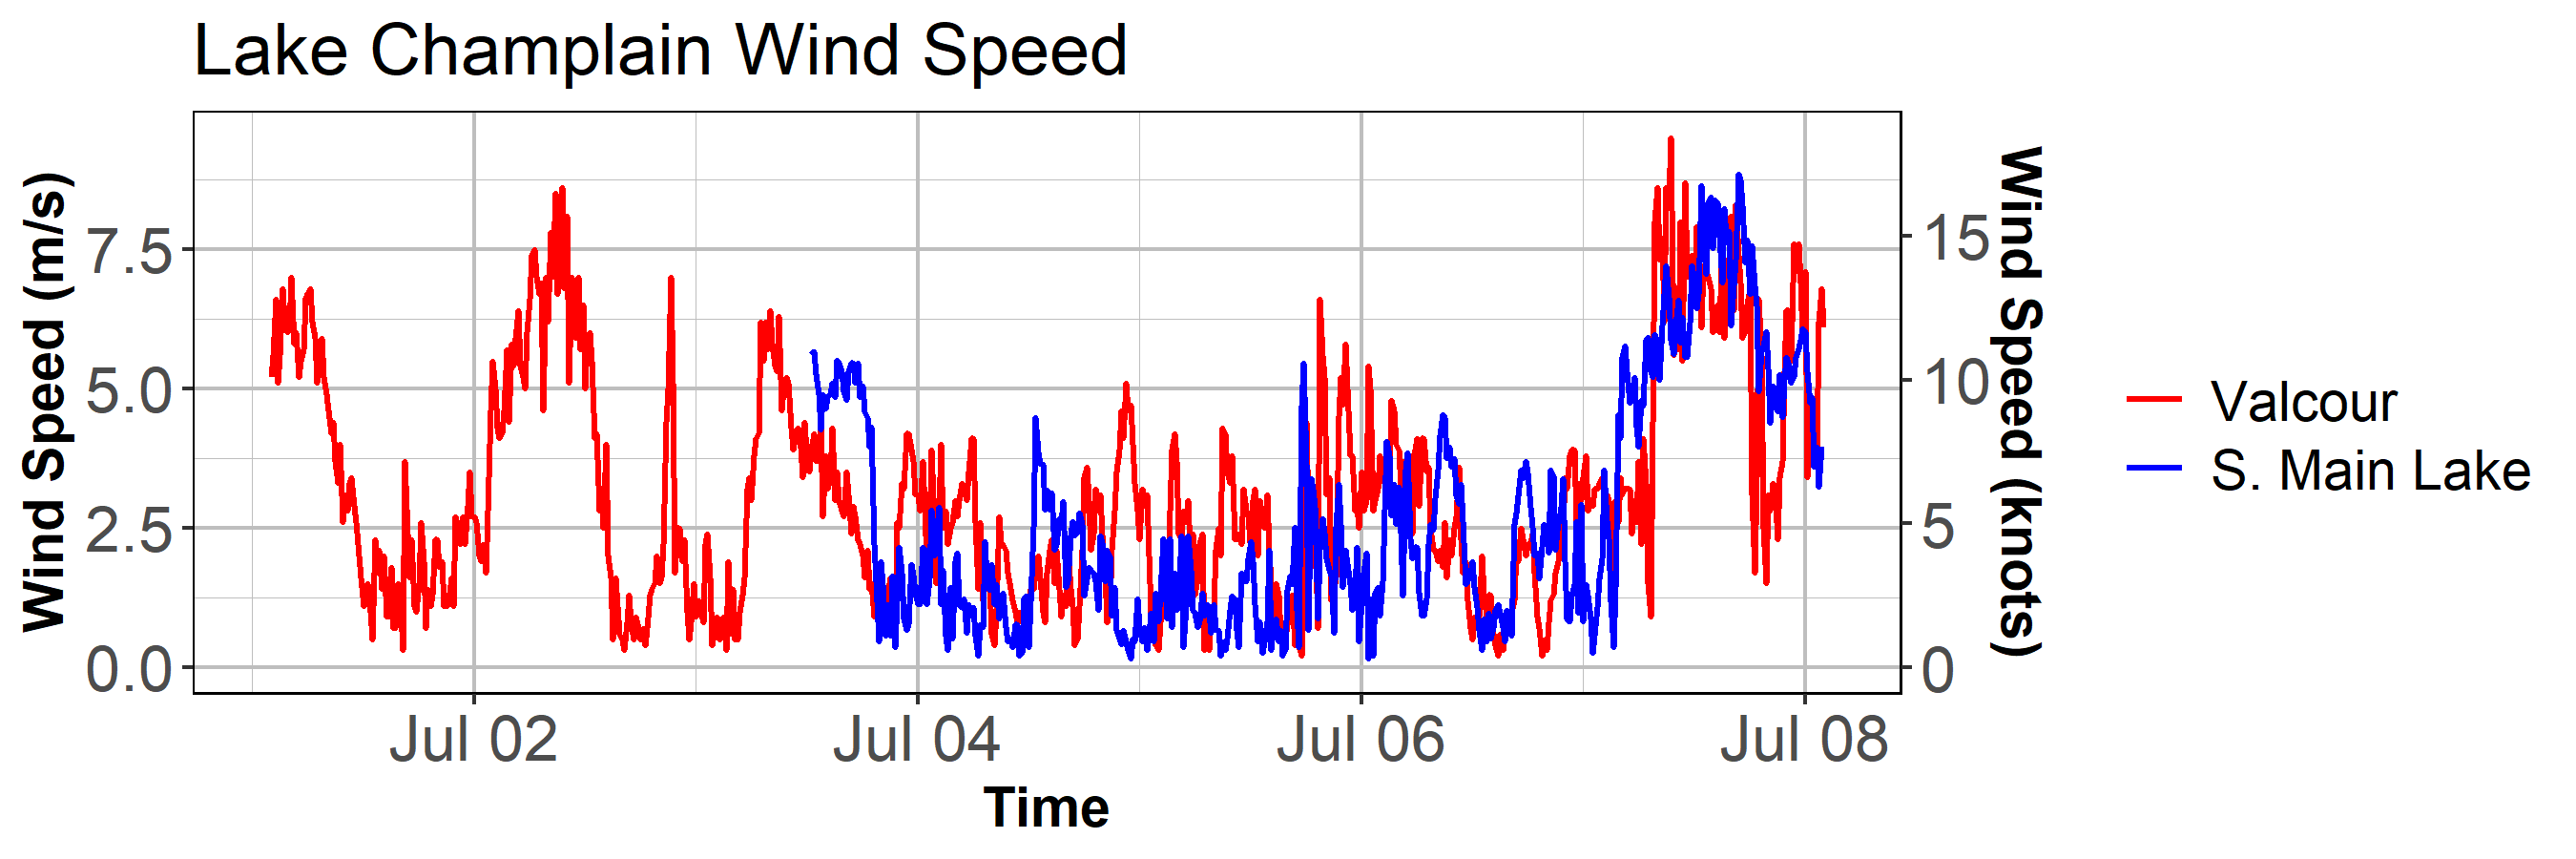 Lake Champlain Wind Speed
Wind Speed (m/s)
7.5
5.0
2.5
0.0
Jul 02
Jul 04
Jul 06
Jul 08
Time
15
10
5
0
Wind Speed (knots)
Valcour
S. Main Lake